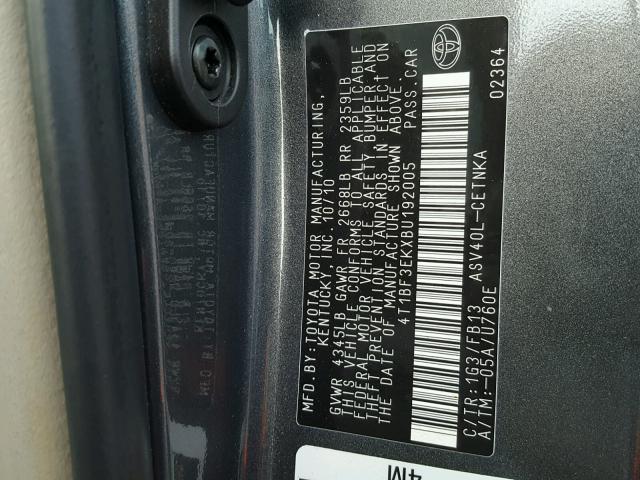 MFD.BY:TOYOTA MOTOR MANUFACTURING,
KENTUCKY, INC. 10/10
GVWR 4345LB GAWR FR 2668LB RR 2359LB
THIS VEHICLE CONFORMS TO ALL APPLICABLE
FEDERAL MOTOR VEHICLE SAFETY, BUMPER, AND
THEFT PREVENTION STANDARDS IN EFFECT ON
THE DATE OF MANUFACTURE SHOWN ABOVE.
4T1BF3EKXBU192005 PASS.CAR
C/TR:1G3/FB13 ASV40L-CETNKA
A/TM:-05A/U760E 02364
4M